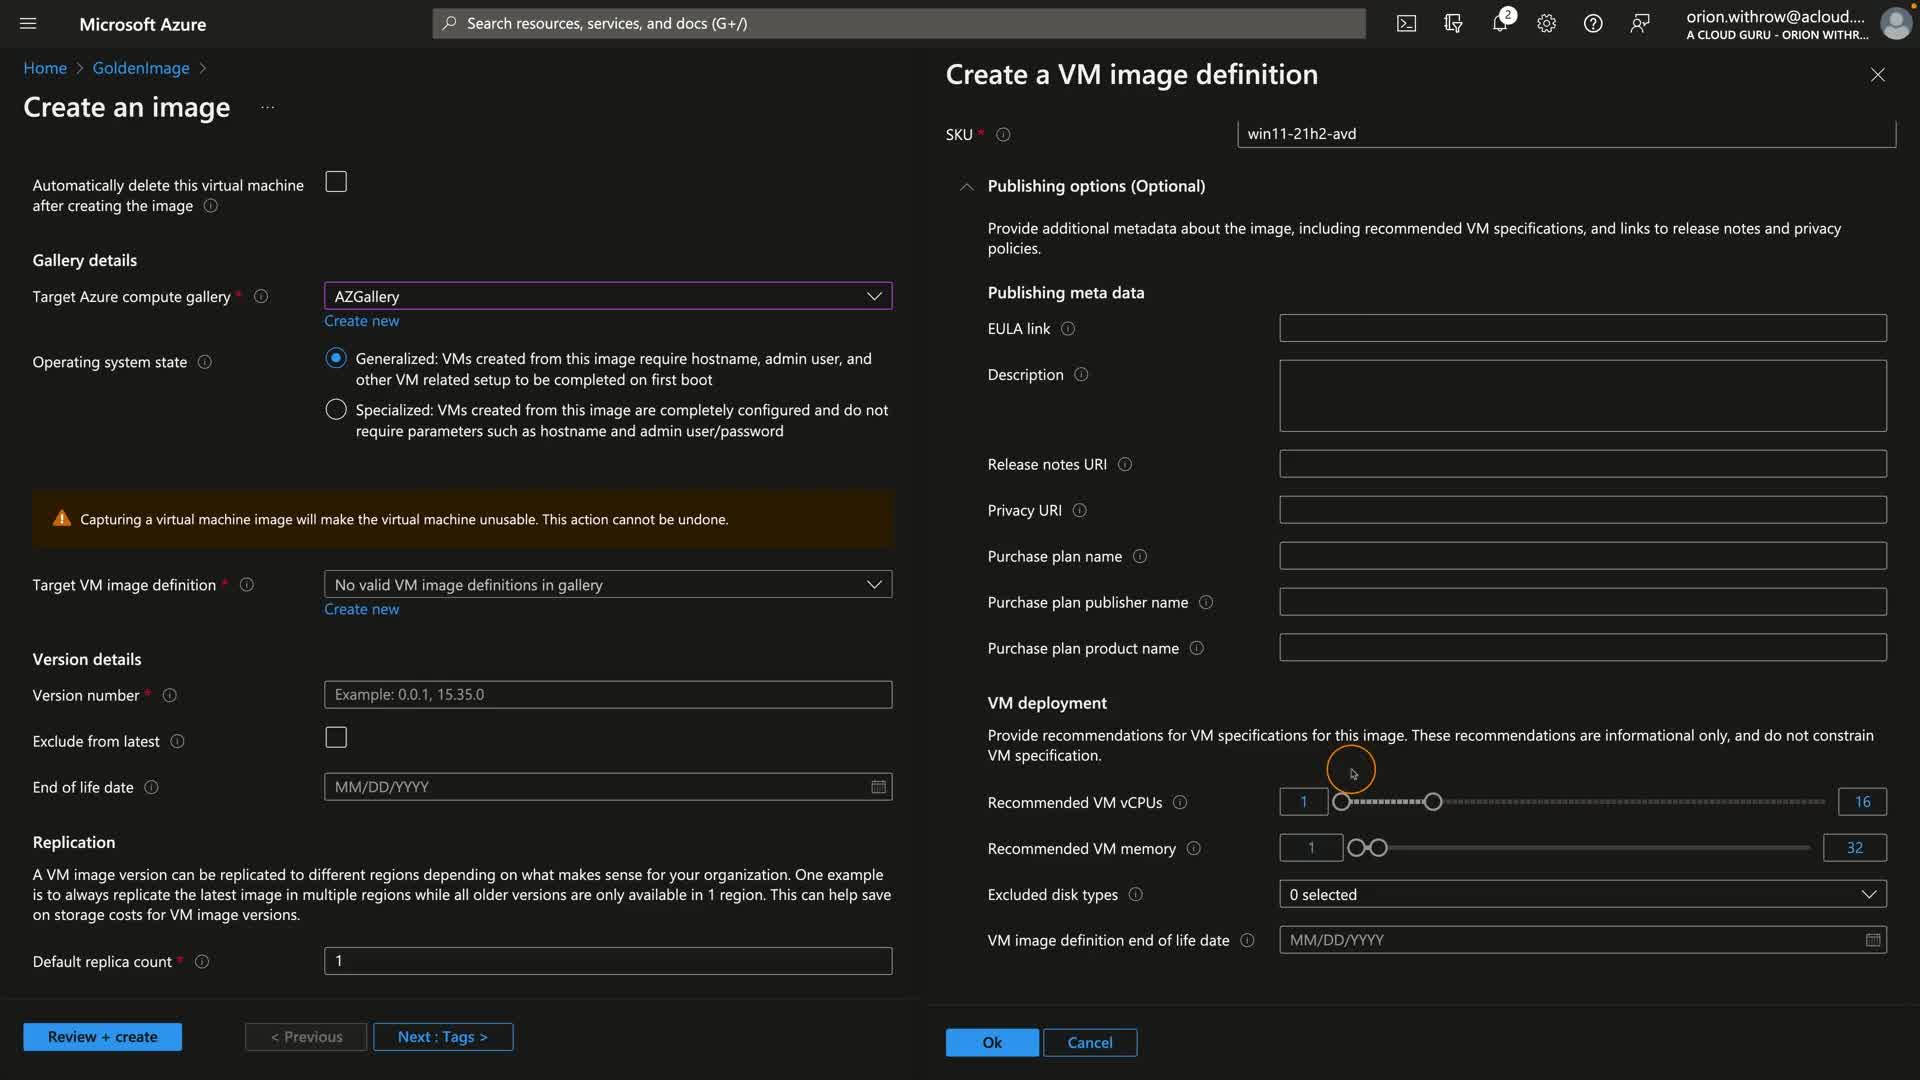 Microsoft Azure
Search resources, services, and docs (G+/)
2
orion.withrow@acloud....
A CLOUD GURU - ORION WITHR...
Home > GoldenImage >
Create an image ...
Automatically delete this virtual machine
after creating the image
Gallery details
Target Azure compute gallery *
AZGallery
Create new
Operating system state
Generalized: VMs created from this image require hostname, admin user, and
other VM related setup to be completed on first boot
Specialized: VMs created from this image are completely configured and do not
require parameters such as hostname and admin user/password
Capturing a virtual machine image will make the virtual machine unusable. This action cannot be undone.
Target VM image definition *
No valid VM image definitions in gallery
Create new
Version details
Version number *
Example: 0.0.1, 15.35.0
Exclude from latest
End of life date
MM/DD/YYYY
Replication
A VM image version can be replicated to different regions depending on what makes sense for your organization. One example
is to always replicate the latest image in multiple regions while all older versions are only available in 1 region. This can help save
on storage costs for VM image versions.
Default replica count *
1
Review + create
< Previous
Next : Tags >
Create a VM image definition
SKU *
win11-21h2-avd
Publishing options (Optional)
Provide additional metadata about the image, including recommended VM specifications, and links to release notes and privacy
policies.
Publishing meta data
EULA link
Description
Release notes URI
Privacy URI
Purchase plan name
Purchase plan publisher name
Purchase plan product name
VM deployment
Provide recommendations for VM specifications for this image. These recommendations are informational only, and do not constrain
VM specification.
Recommended VM vCPUs
1
16
Recommended VM memory
1
32
Excluded disk types
0 selected
VM image definition end of life date
MM/DD/YYYY
Ok
Cancel